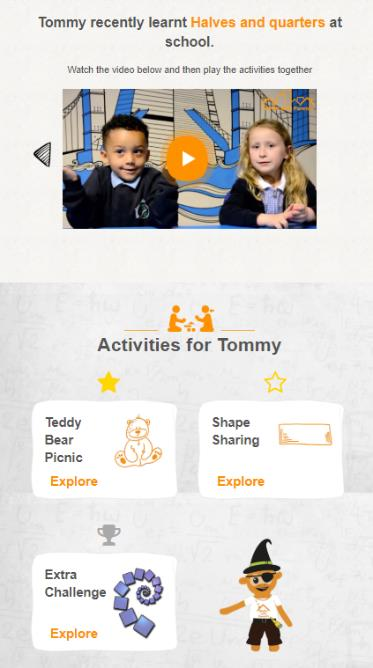 Tommy recently learnt Halves and quarters at
school.
Watch the video below and then play the activities together
Activities for Tommy
Teddy
Bear
Picnic
Explore
Shape
Sharing
Explore
Extra
Challenge
Explore